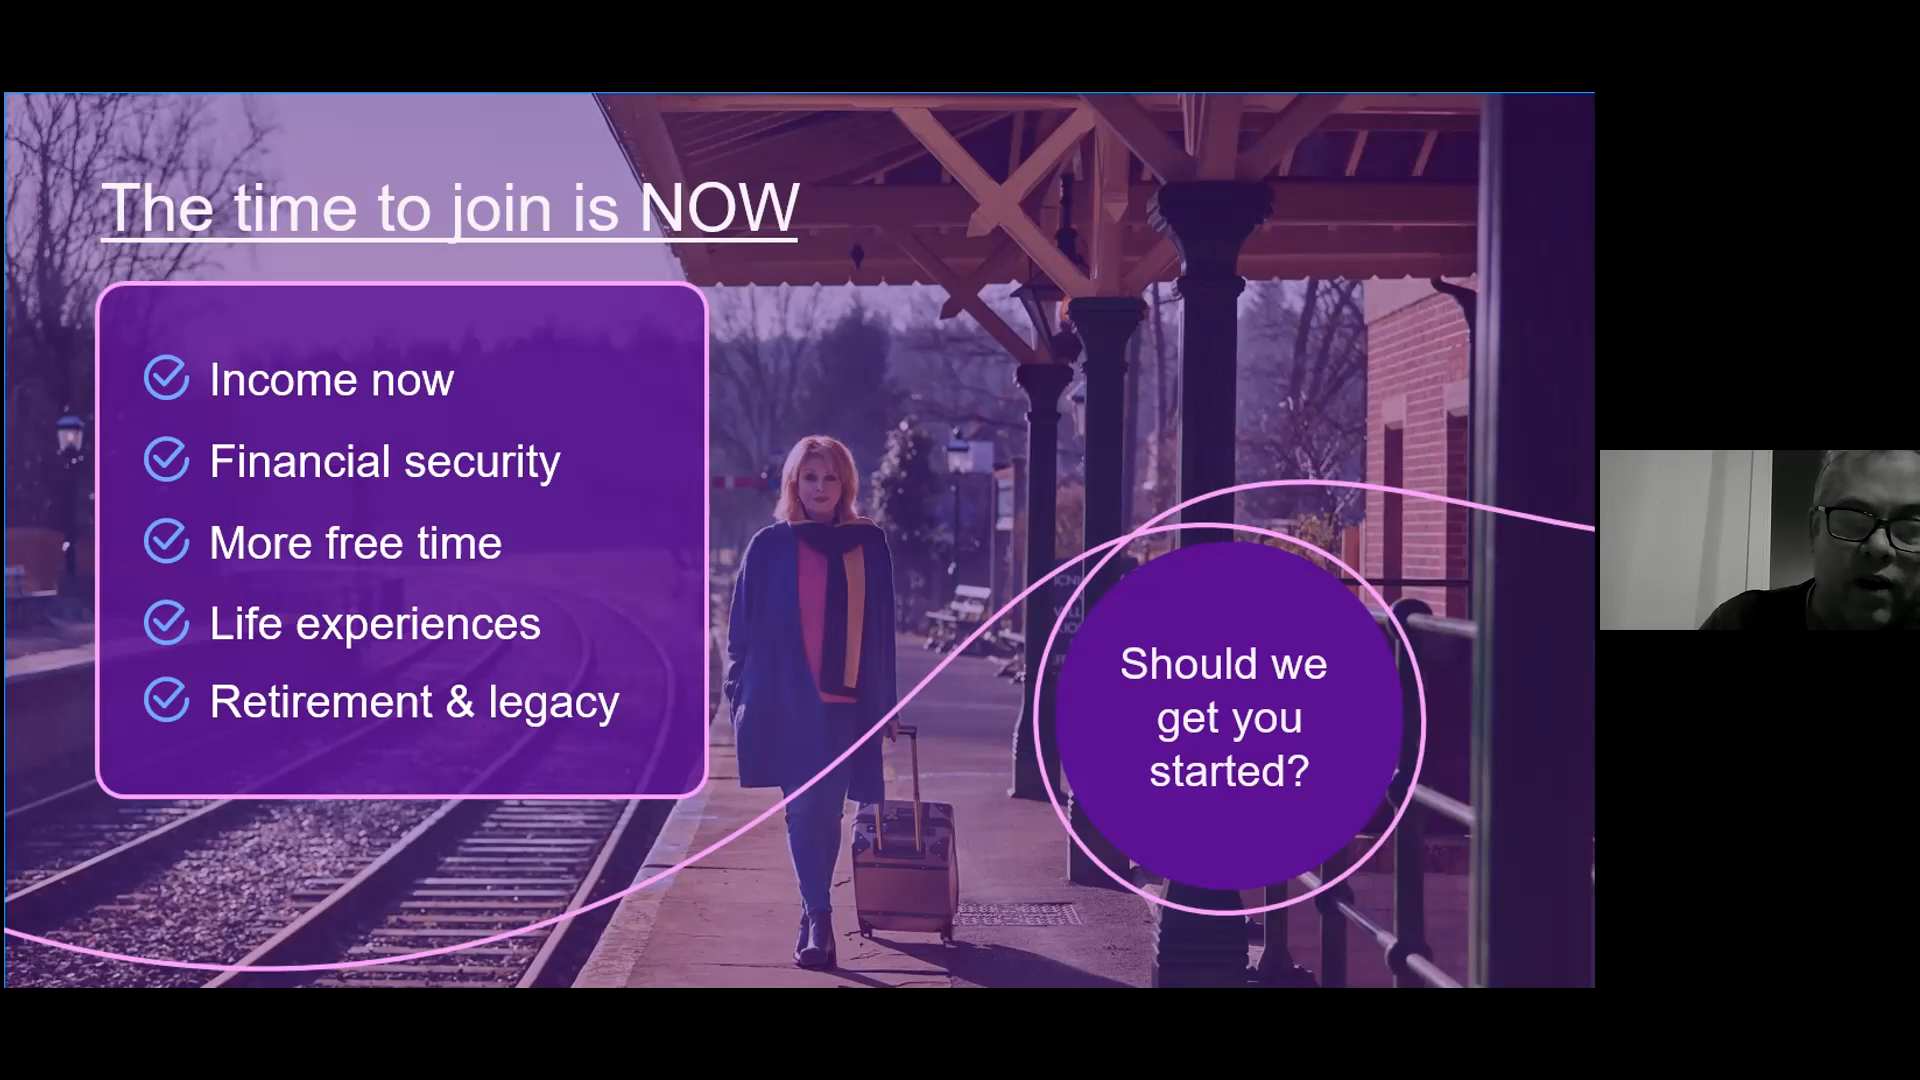 The time to join is NOW
Income now
Financial security
More free time
Life experiences
Retirement & legacy
Should we
get you
started?